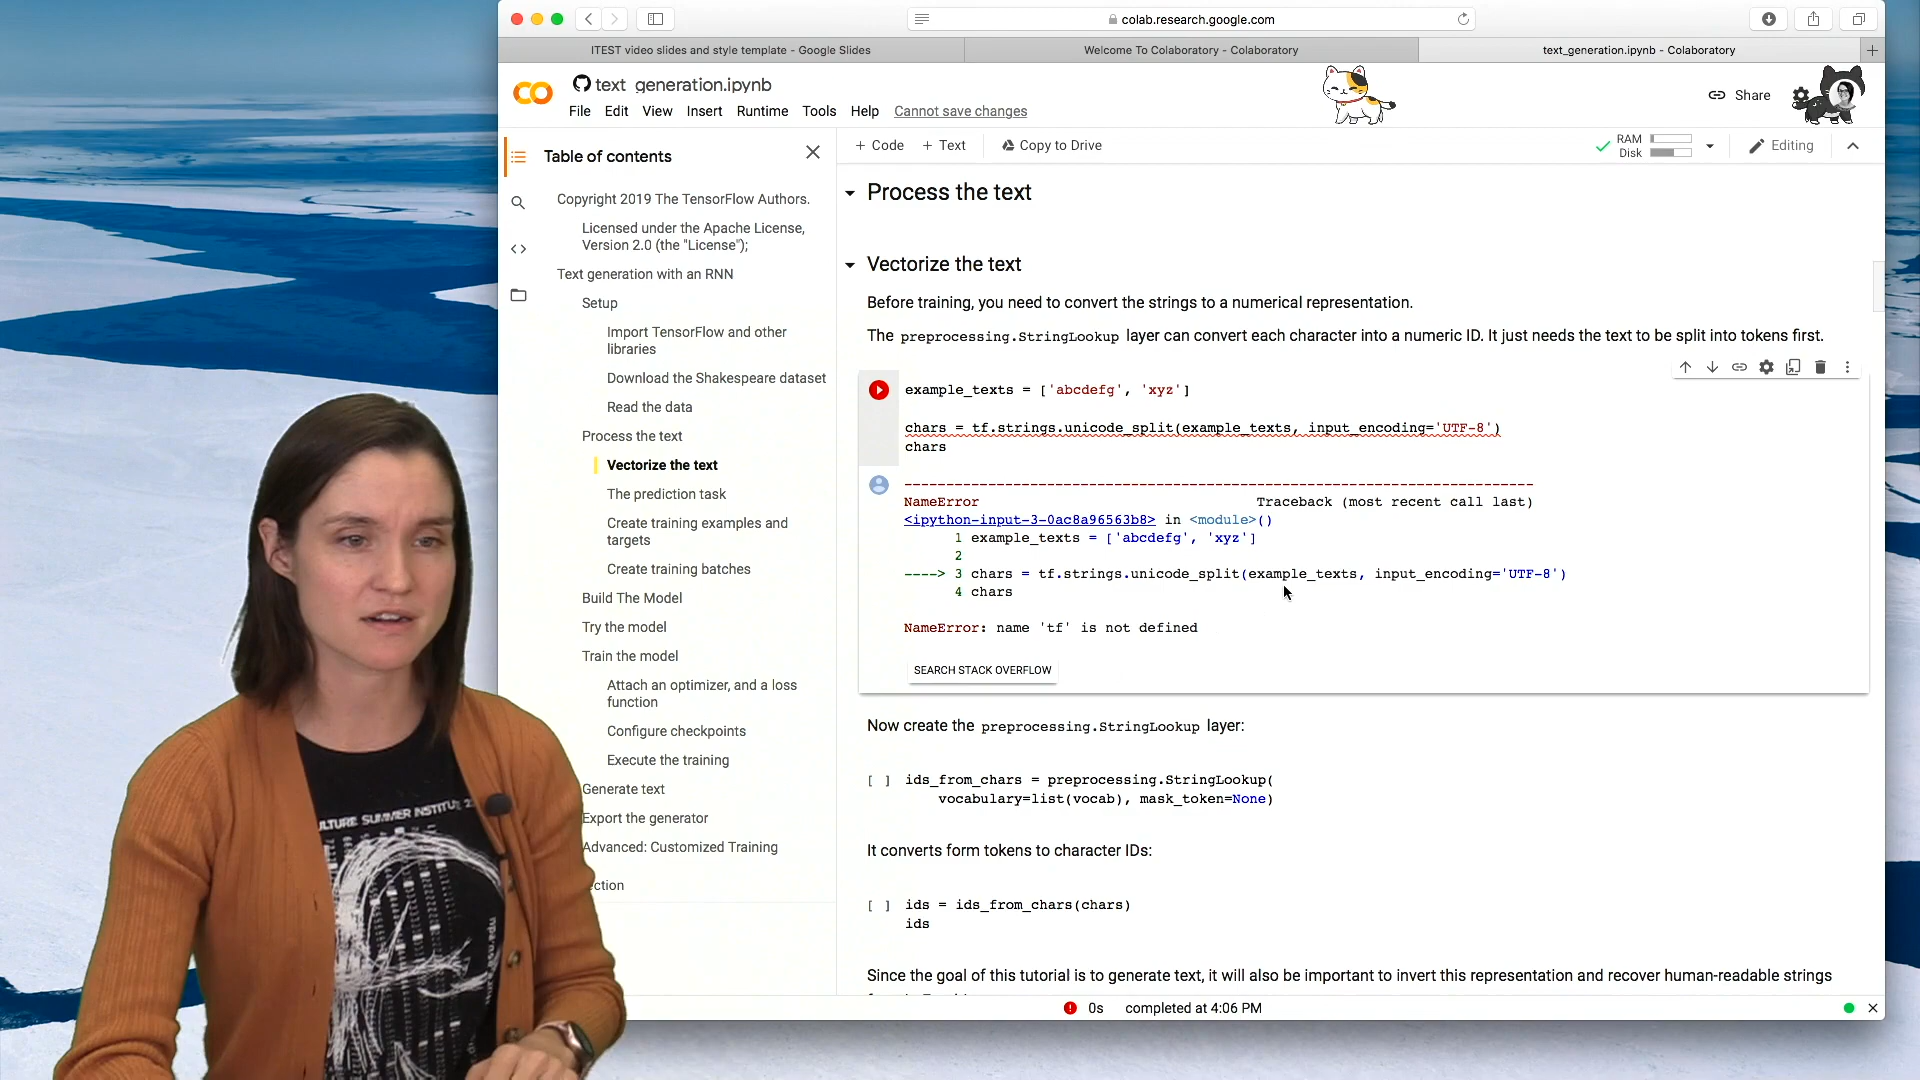 colab.research.google.com
ITEST video slides and style template - Google Slides
Welcome To Colaboratory - Colaboratory
text_generation.ipynb - Colaboratory
text_generation.ipynb
File Edit View Insert Runtime Tools Help Cannot save changes
Share
Table of contents
Copyright 2019 The TensorFlow Authors.
Licensed under the Apache License,
Version 2.0 (the "License");
Text generation with an RNN
Setup
Import TensorFlow and other
libraries
Download the Shakespeare dataset
Read the data
Process the text
Vectorize the text
The prediction task
Create training examples and
targets
Create training batches
Build The Model
Try the model
Train the model
Attach an optimizer, and a loss
function
Configure checkpoints
Execute the training
Generate text
Export the generator
Advanced: Customized Training
ction
+ Code + Text Copy to Drive
RAM
Disk
Editing
Process the text
Vectorize the text
Before training, you need to convert the strings to a numerical representation.
The preprocessing.StringLookup layer can convert each character into a numeric ID. It just needs the text to be split into tokens first.
example_texts = ['abcdefg', 'xyz']
chars = tf.strings.unicode_split(example_texts, input_encoding='UTF-8')
chars
---------------------------------------------------------------------------
NameError Traceback (most recent call last)
<ipython-input-3-0ac8a96563b8> in <module>()
1 example_texts = ['abcdefg', 'xyz']
2
----> 3 chars = tf.strings.unicode_split(example_texts, input_encoding='UTF-8')
4 chars
NameError: name 'tf' is not defined
SEARCH STACK OVERFLOW
Now create the preprocessing.StringLookup layer:
[ ] ids_from_chars = preprocessing.StringLookup(
vocabulary=list(vocab), mask_token=None)
It converts form tokens to character IDs:
[ ] ids = ids_from_chars(chars)
ids
Since the goal of this tutorial is to generate text, it will also be important to invert this representation and recover human-readable strings
0s completed at 4:06 PM
ULTURE SUMMER INSTITUTE